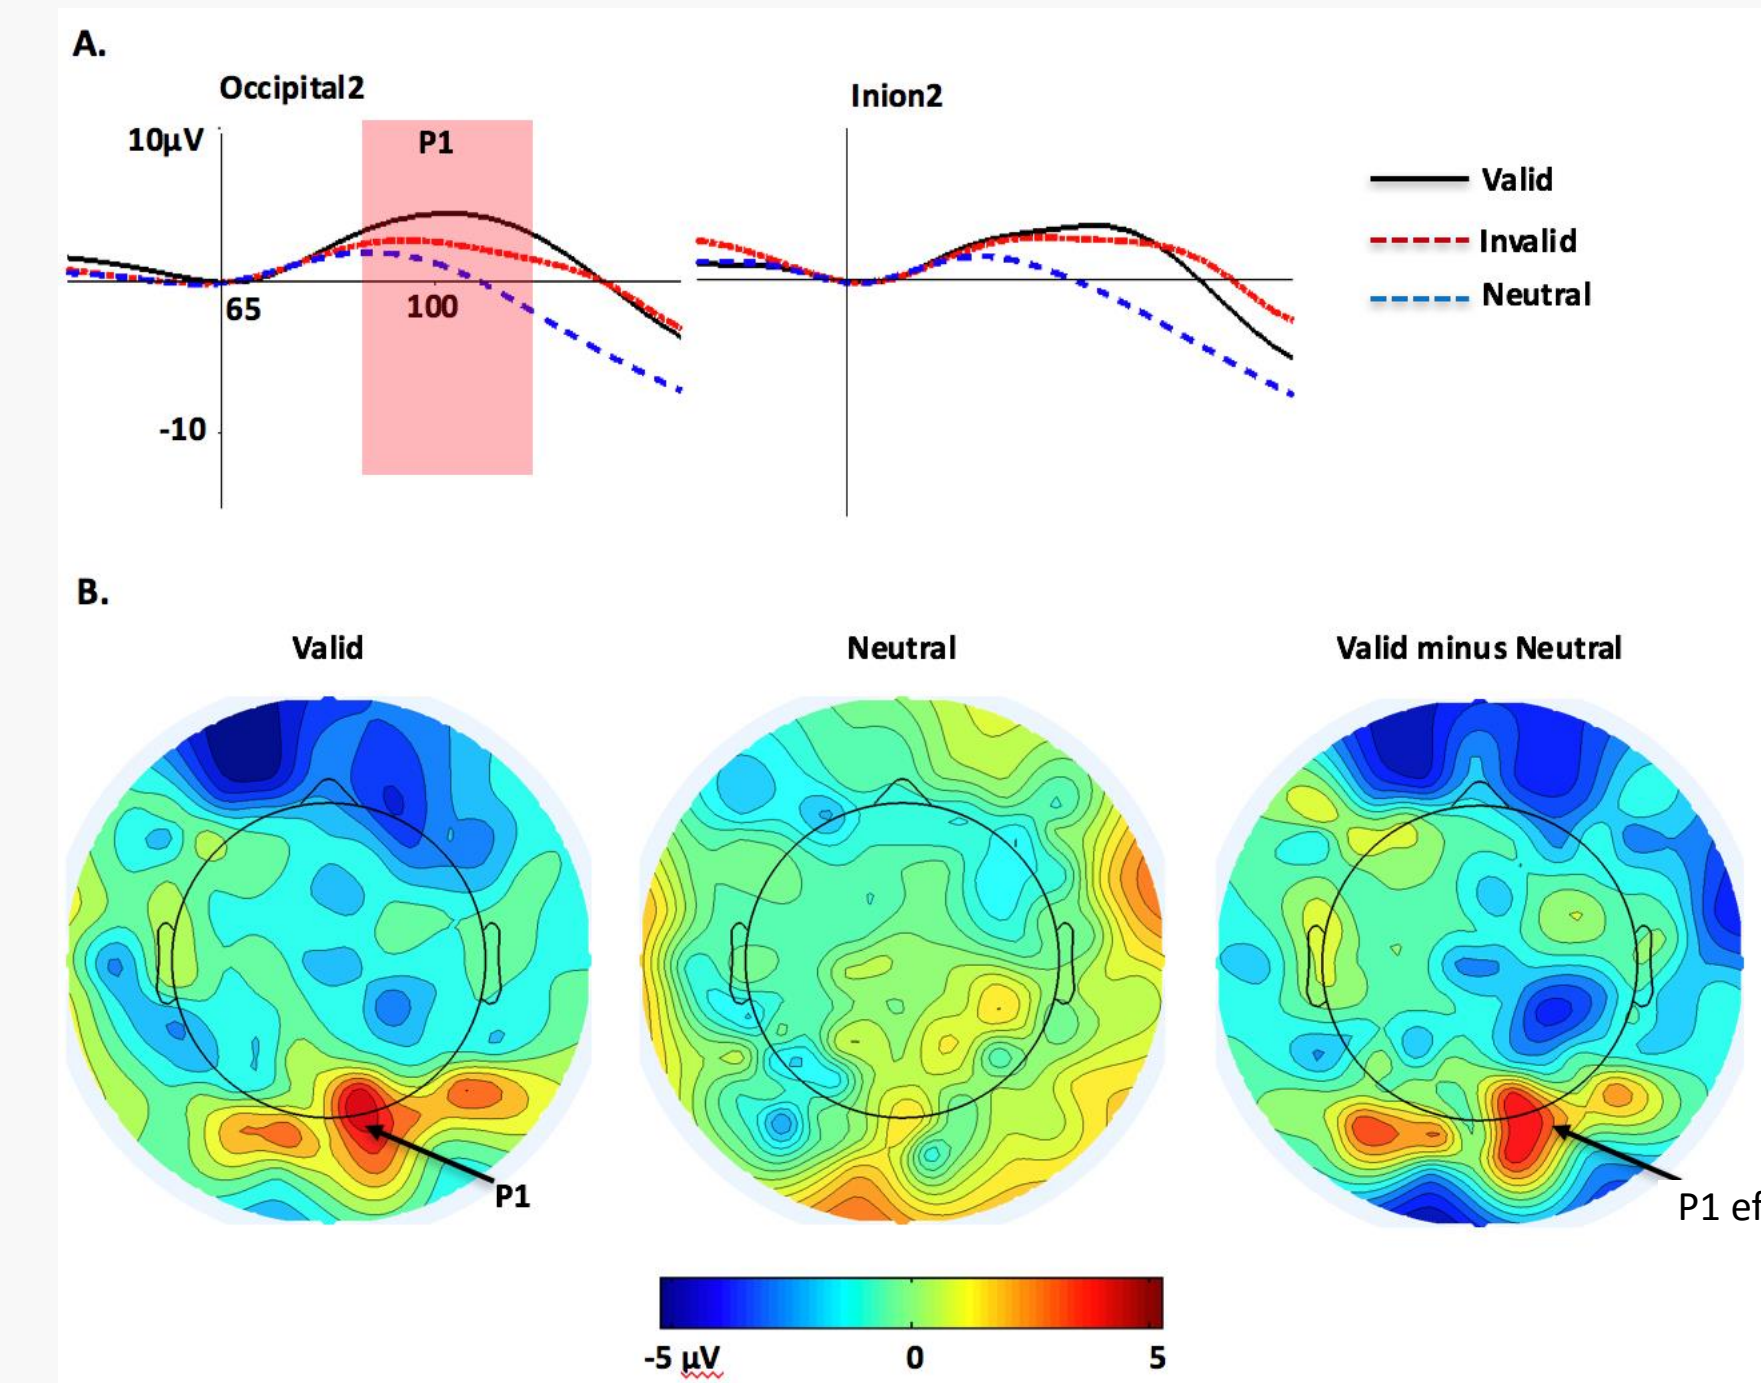 A.
Occipital2
Inion2
10µV
P1
Valid
Invalid
Neutral
65
100
-10
B.
Valid
Neutral
Valid minus Neutral
P1
P1
-5 µV
0
5